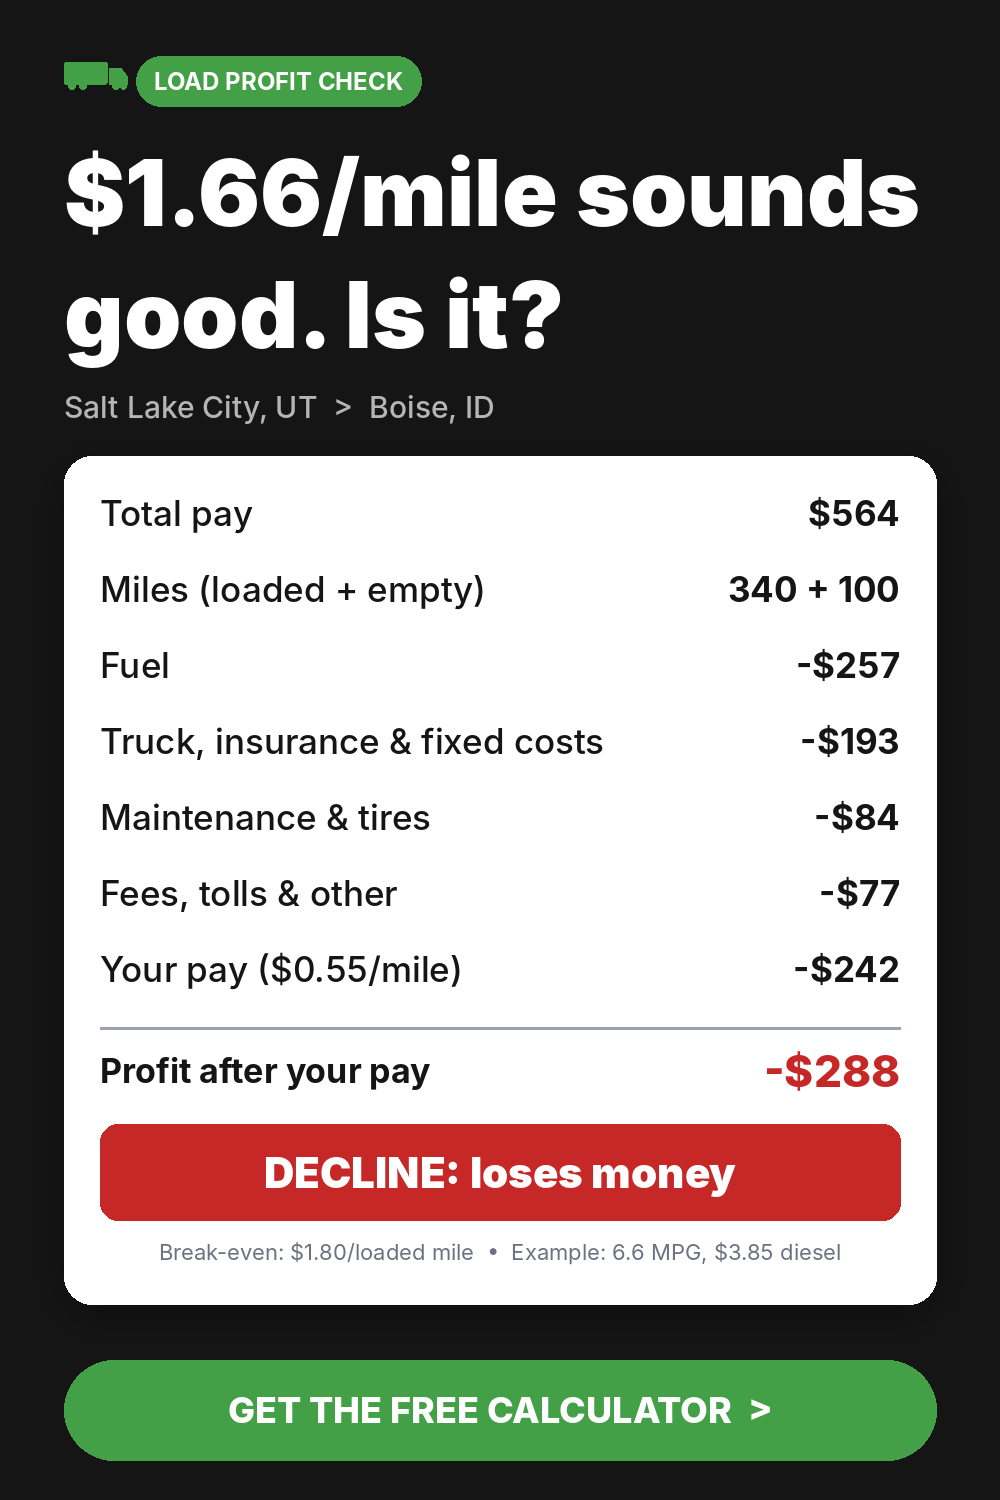 LOAD PROFIT CHECK
$1.66/mile sounds
good. Is it?
Salt Lake City, UT > Boise, ID
Total pay $564
Miles (loaded + empty) 340 + 100
Fuel -$257
Truck, insurance & fixed costs -$193
Maintenance & tires -$84
Fees, tolls & other -$77
Your pay ($0.55/mile) -$242
Profit after your pay -$288
DECLINE: loses money
Break-even: $1.80/loaded mile • Example: 6.6 MPG, $3.85 diesel
GET THE FREE CALCULATOR >